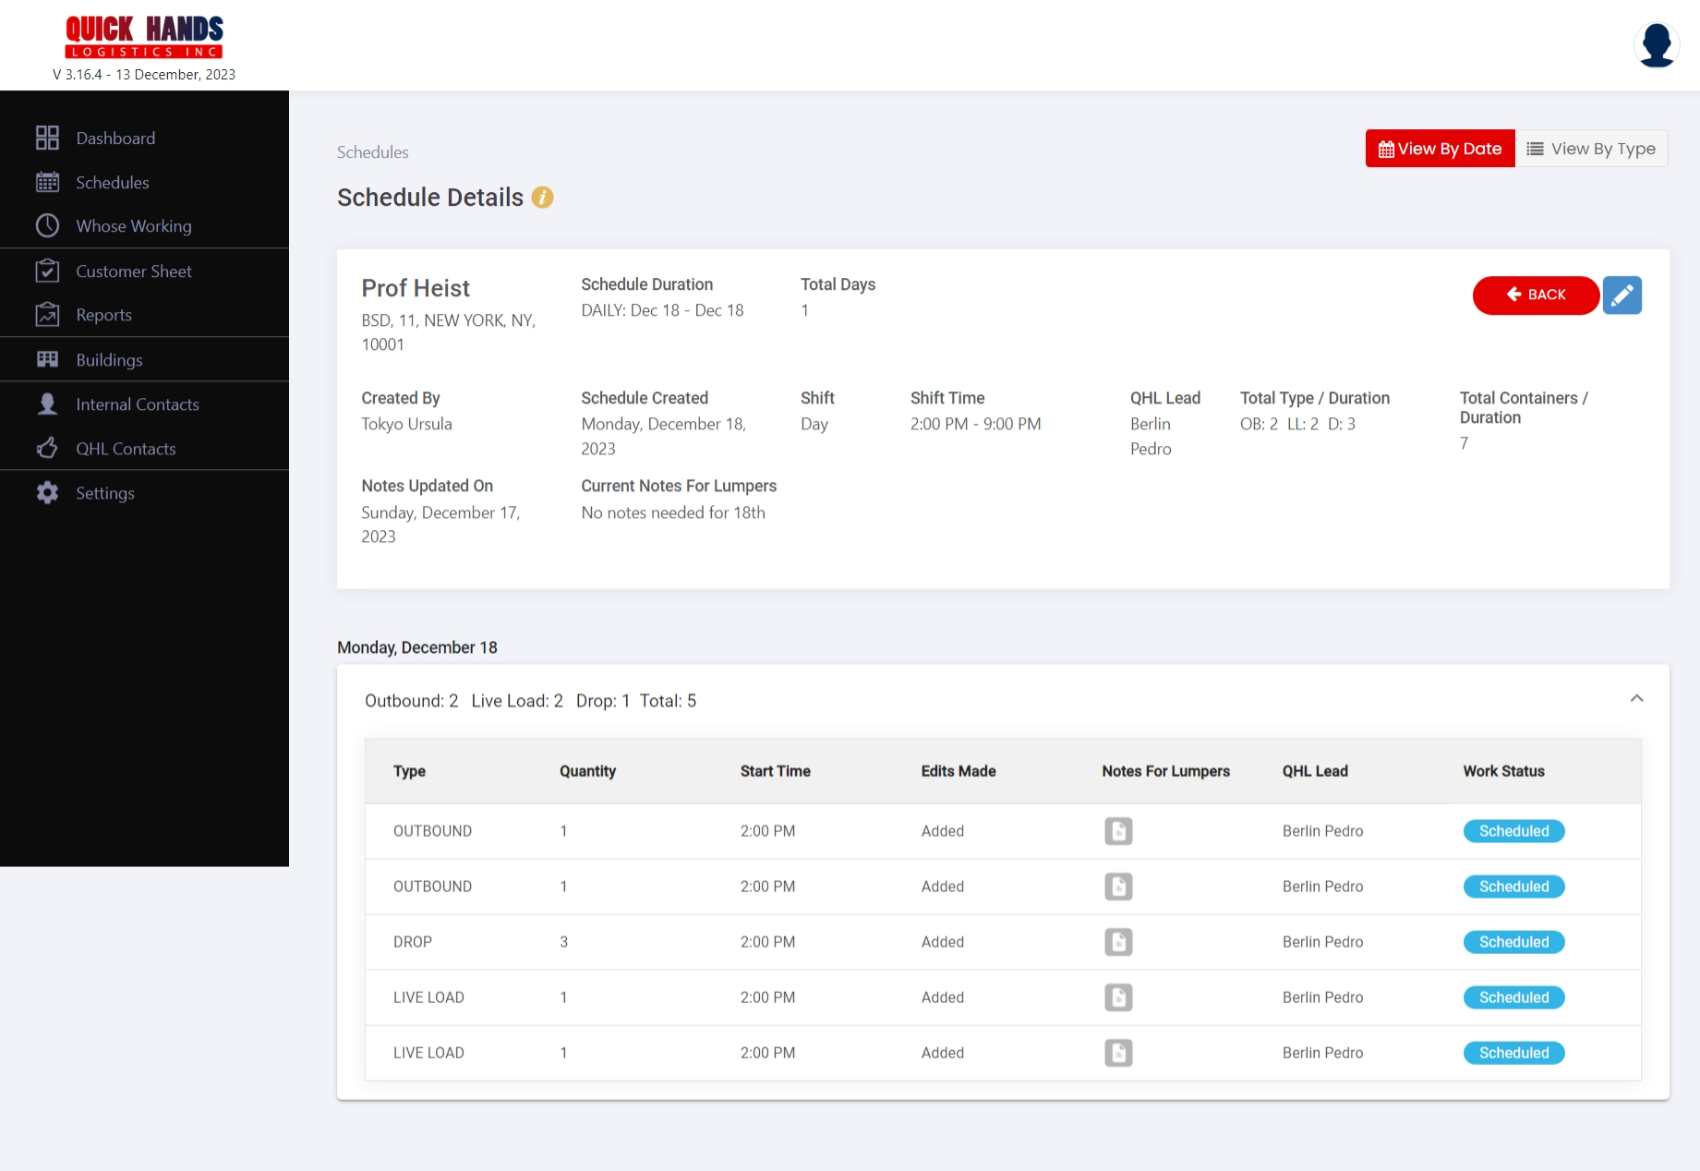 QUICK HANDS
LOGISTICS INC
V 3.16.4 - 13 December, 2023
Dashboard
Schedules
Whose Working
Customer Sheet
Reports
Buildings
Internal Contacts
QHL Contacts
Settings
Schedules
View By Date
View By Type
Schedule Details
Prof Heist
BSD, 11, NEW YORK, NY,
10001
Schedule Duration
DAILY: Dec 18 - Dec 18
Total Days
1
BACK
Created By
Tokyo Ursula
Schedule Created
Monday, December 18,
2023
Shift
Day
Shift Time
2:00 PM - 9:00 PM
QHL Lead
Berlin
Pedro
Total Type / Duration
OB: 2 LL: 2 D: 3
Total Containers /
Duration
7
Notes Updated On
Sunday, December 17,
2023
Current Notes For Lumpers
No notes needed for 18th
Monday, December 18
Outbound: 2 Live Load: 2 Drop: 1 Total: 5
Type Quantity Start Time Edits Made Notes For Lumpers QHL Lead Work Status
OUTBOUND 1 2:00 PM Added Berlin Pedro Scheduled
OUTBOUND 1 2:00 PM Added Berlin Pedro Scheduled
DROP 3 2:00 PM Added Berlin Pedro Scheduled
LIVE LOAD 1 2:00 PM Added Berlin Pedro Scheduled
LIVE LOAD 1 2:00 PM Added Berlin Pedro Scheduled